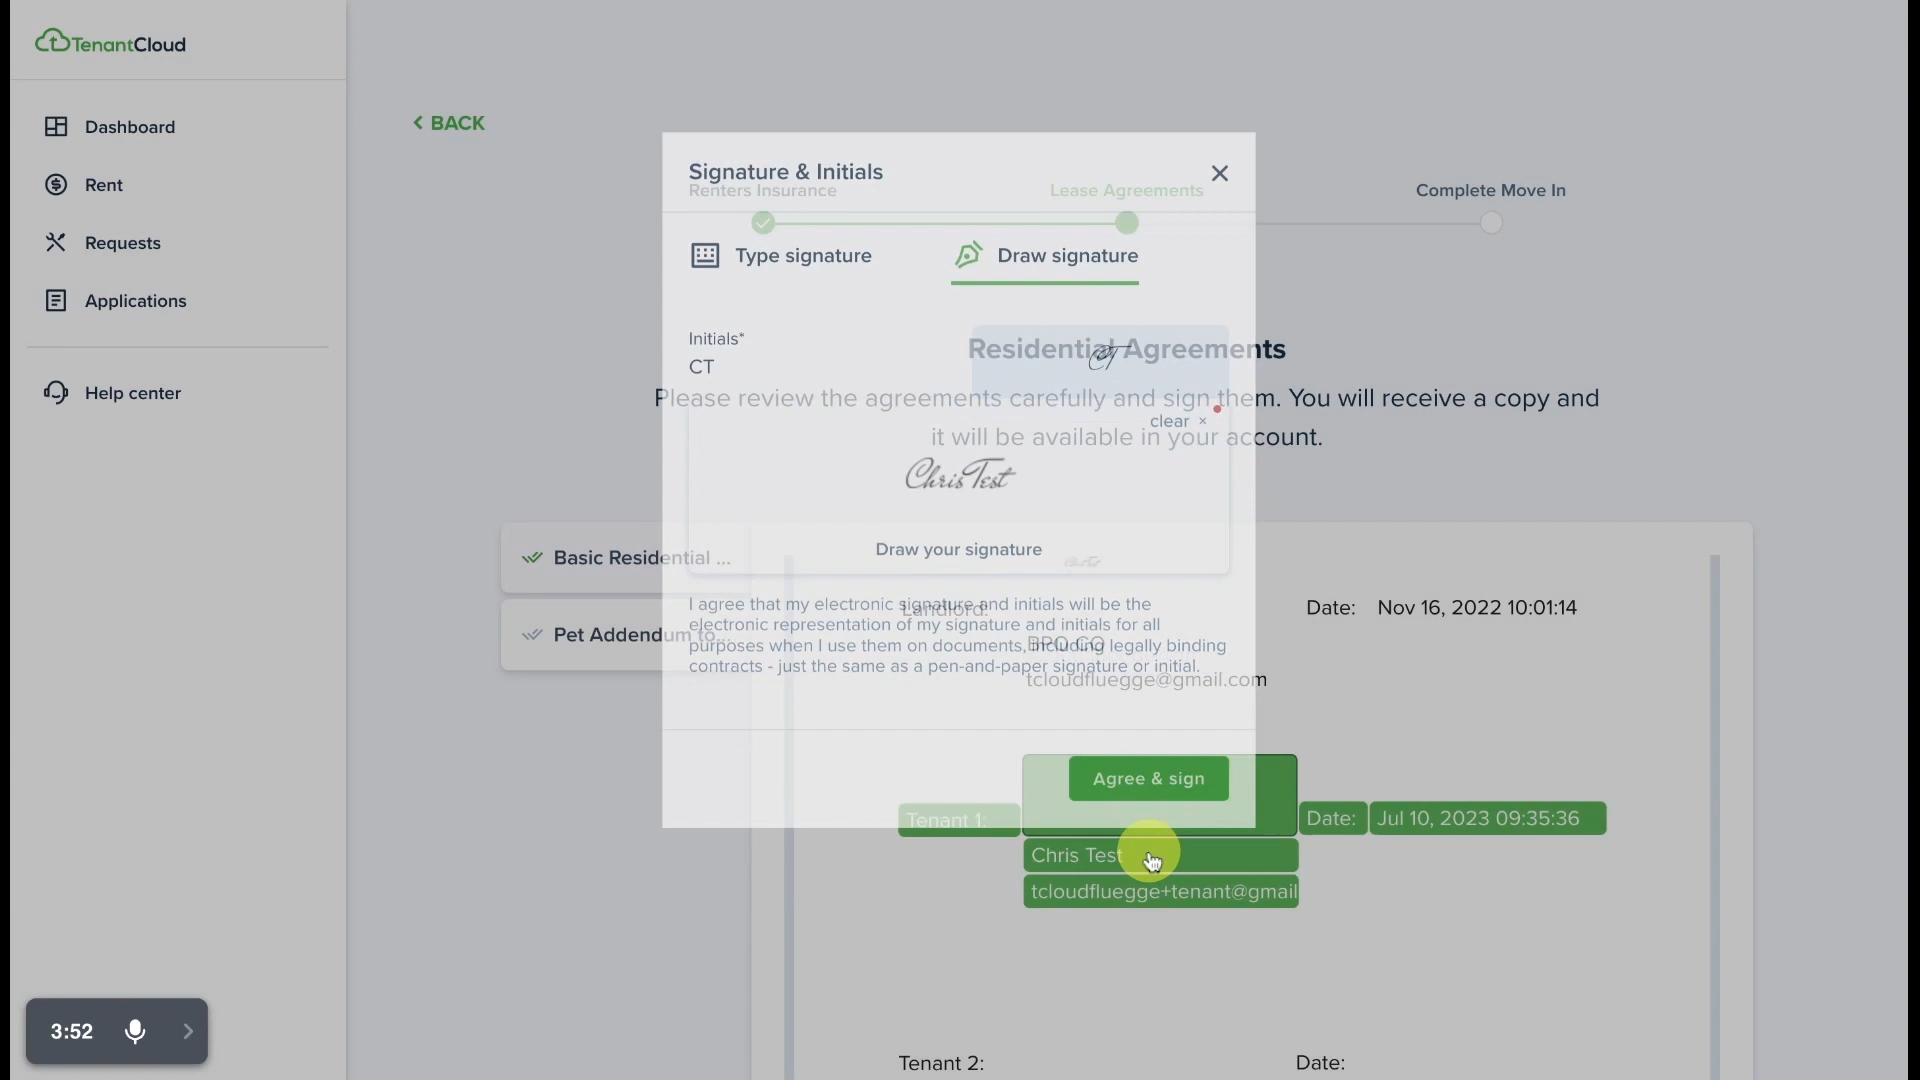 TenantCloud
Dashboard
Rent
Requests
Applications
Help center
3:52
BACK
Signature & Initials
Renters Insurance
Lease Agreements
Complete Move In
Type signature
Draw signature
Initials*
CT
CT
Residential Agreements
Please review the agreements carefully and sign them. You will receive a copy and
it will be available in your account.
clear ×
Chris Test
Draw your signature
Basic Residential ...
Pet Addendum to...
Chris Test
Landlord:
Date: Nov 16, 2022 10:01:14
BRO CO
tcloudfluegge@gmail.com
I agree that my electronic signature and initials will be the
electronic representation of my signature and initials for all
purposes when I use them on documents, including legally binding
contracts - just the same as a pen-and-paper signature or initial.
Agree & sign
Tenant 1:
Date: Jul 10, 2023 09:35:36
Chris Test
tcloudfluegge+tenant@gmail
Tenant 2:
Date: